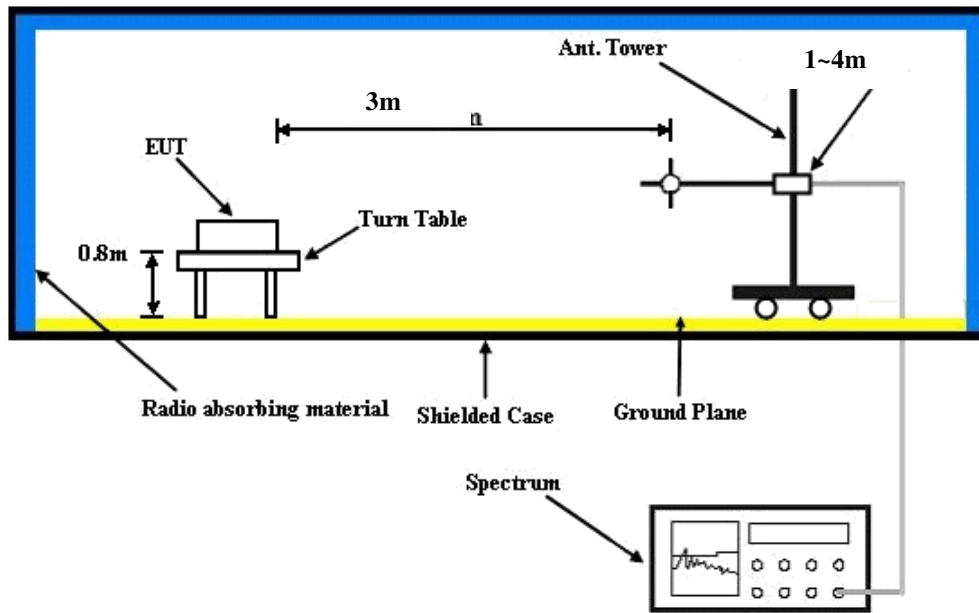 Ant. Tower
1~4m
3m
n
EUT
Turn Table
0.8m
Radio absorbing material
Shielded Case
Ground Plane
Spectrum